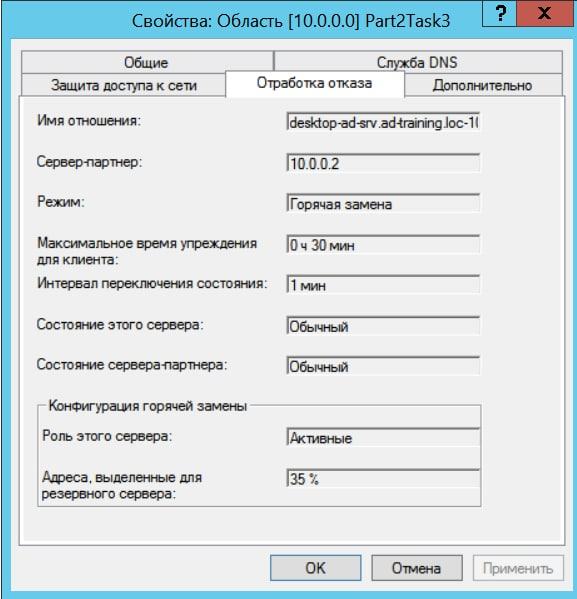 Свойства: Область [10.0.0.0] Part2Task3
? X
Общие Служба DNS
Защита доступа к сети Отработка отказа Дополнительно
Имя отношения: desktop-ad-srv.ad-training.loc-10
Сервер-партнер: 10.0.0.2
Режим: Горячая замена
Максимальное время упреждения
для клиента: 0 ч 30 мин
Интервал переключения состояния: 1 мин
Состояние этого сервера: Обычный
Состояние сервера-партнера: Обычный
Конфигурация горячей замены
Роль этого сервера: Активные
Адреса, выделенные для
резервного сервера: 35 %
OK Отмена Применить